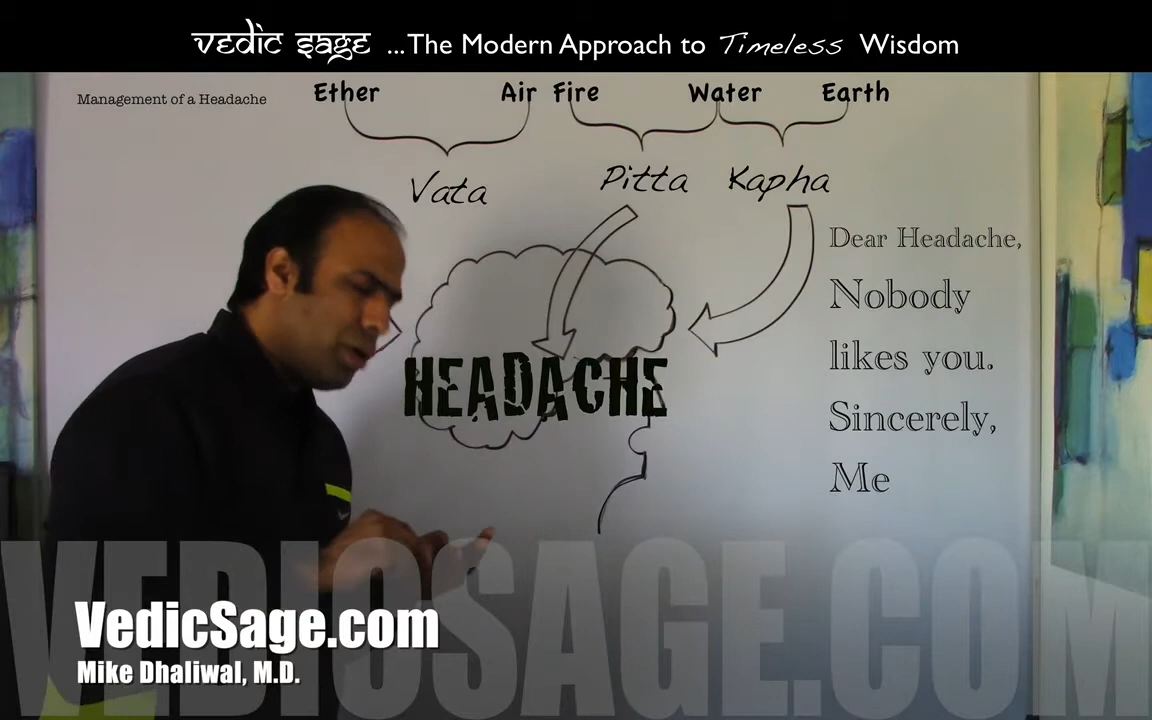 vedic sage ...The Modern Approach to Timeless Wisdom
Management of a Headache
Ether Air Fire Water Earth
Vata Pitta Kapha
HEADACHE
Dear Headache,
Nobody
likes you.
Sincerely,
Me
VEDICSAGE.COM
VedicSage.com
Mike Dhaliwal, M.D.